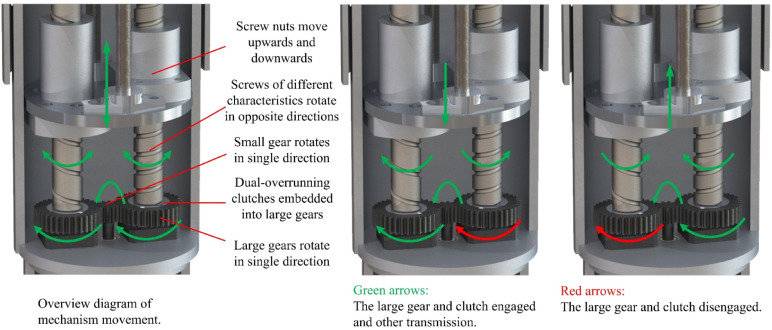 Screw nuts move
upwards and
downwards
Screws of different
characteristics rotate
in opposite directions
Small gear rotates
in single direction
Dual-overrunning
clutches embedded
into large gears
Large gears rotate
in single direction
Overview diagram of
mechanism movement.
Green arrows:
The large gear and clutch engaged
and other transmission.
Red arrows:
The large gear and clutch disengaged.